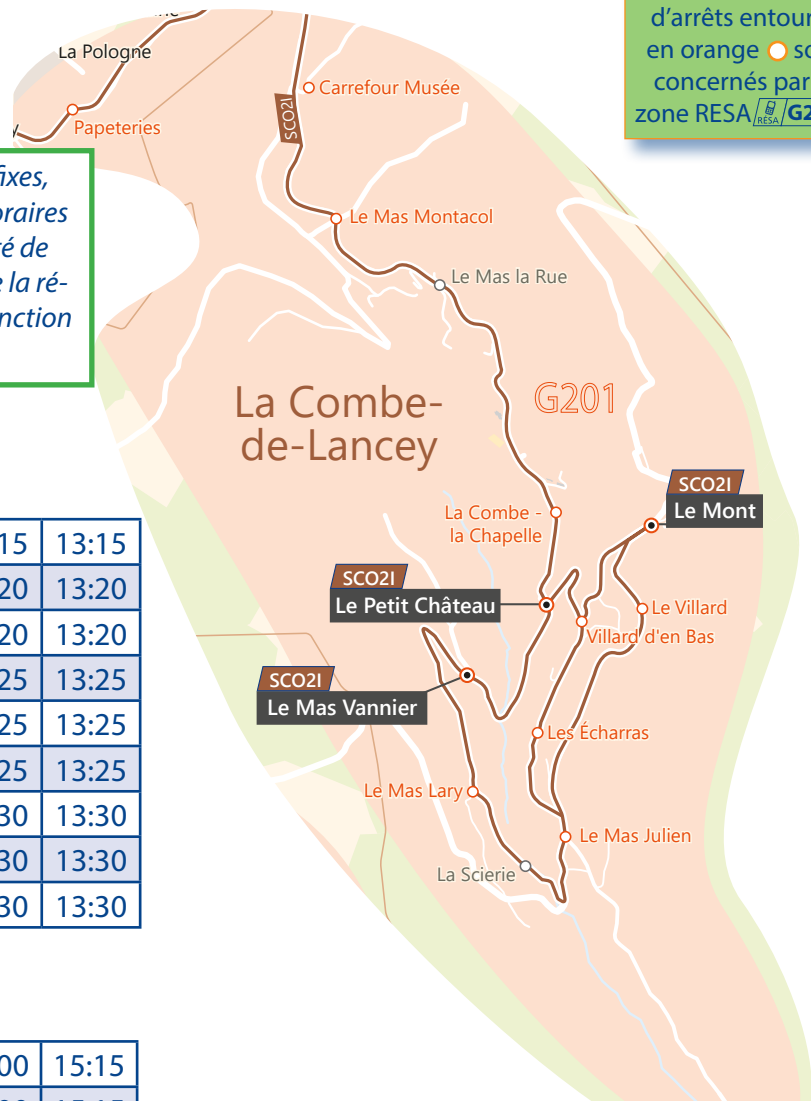 d'arrêts entour
en orange so
concernés par
zone RESA RESA G2
La Pologne
Papeteries
Carrefour Musée
SCO2I
fixes,
oraires
é de
e la ré-
nction
Le Mas Montacol
Le Mas la Rue
La Combe-
de-Lancey
G201
SCO2I
Le Mont
La Combe -
la Chapelle
SCO2I
Le Petit Château
Le Villard
Villard d'en Bas
SCO2I
Le Mas Vannier
Les Écharras
Le Mas Lary
Le Mas Julien
La Scierie
15 13:15
20 13:20
20 13:20
25 13:25
25 13:25
25 13:25
30 13:30
30 13:30
30 13:30
00 15:15